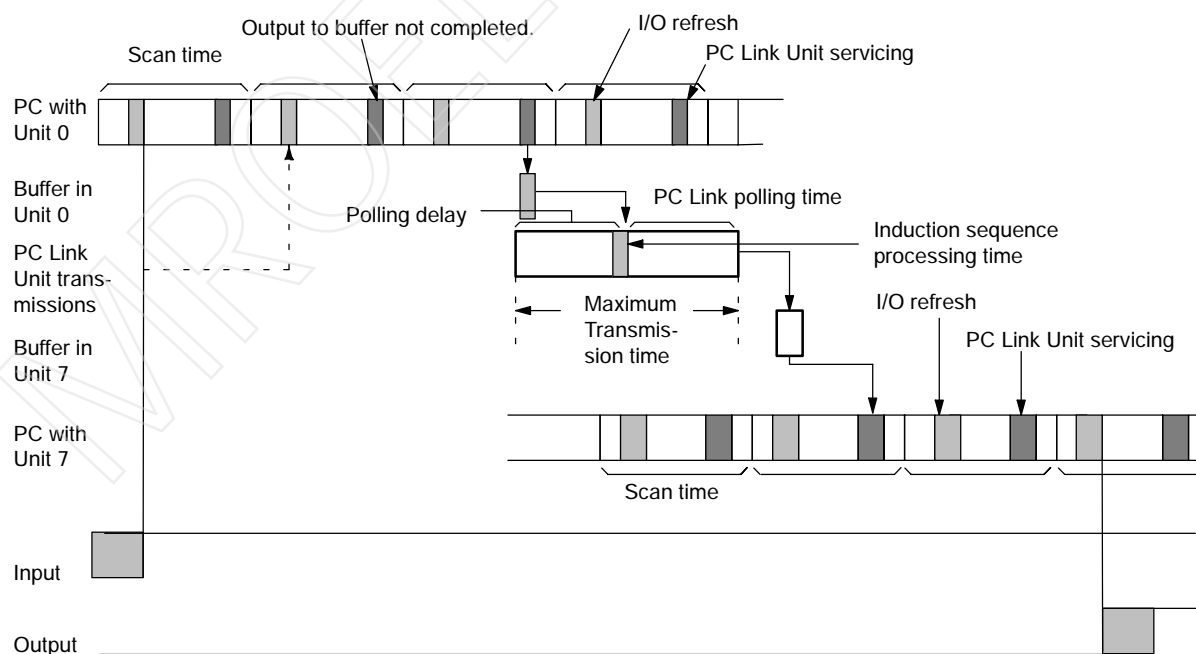 Output to buffer not completed.
I/O refresh
Scan time
PC Link Unit servicing
PC with
Unit 0
Buffer in
Unit 0
PC Link polling time
Polling delay
Induction sequence
processing time
PC Link
Unit trans-
missions
Maximum
Transmis-
sion time
I/O refresh
PC Link Unit servicing
Buffer in
Unit 7
PC with
Unit 7
Scan time
Input
Output